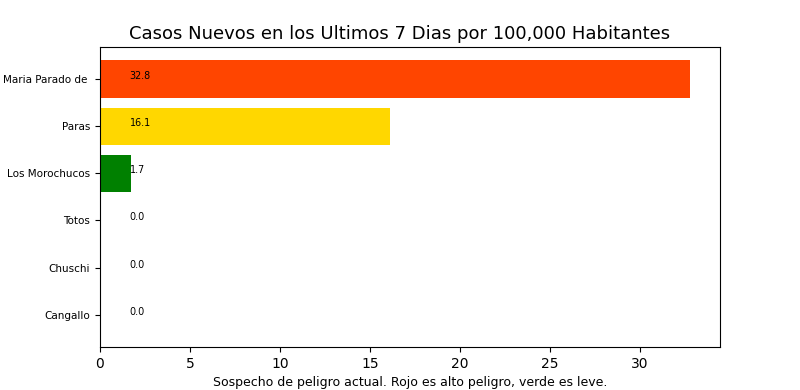 Casos Nuevos en los Ultimos 7 Dias por 100,000 Habitantes
Maria Parado de 32.8
Paras 16.1
Los Morochucos 1.7
Totos 0.0
Chuschi 0.0
Cangallo 0.0
0 5 10 15 20 25 30
Sospecho de peligro actual. Rojo es alto peligro, verde es leve.